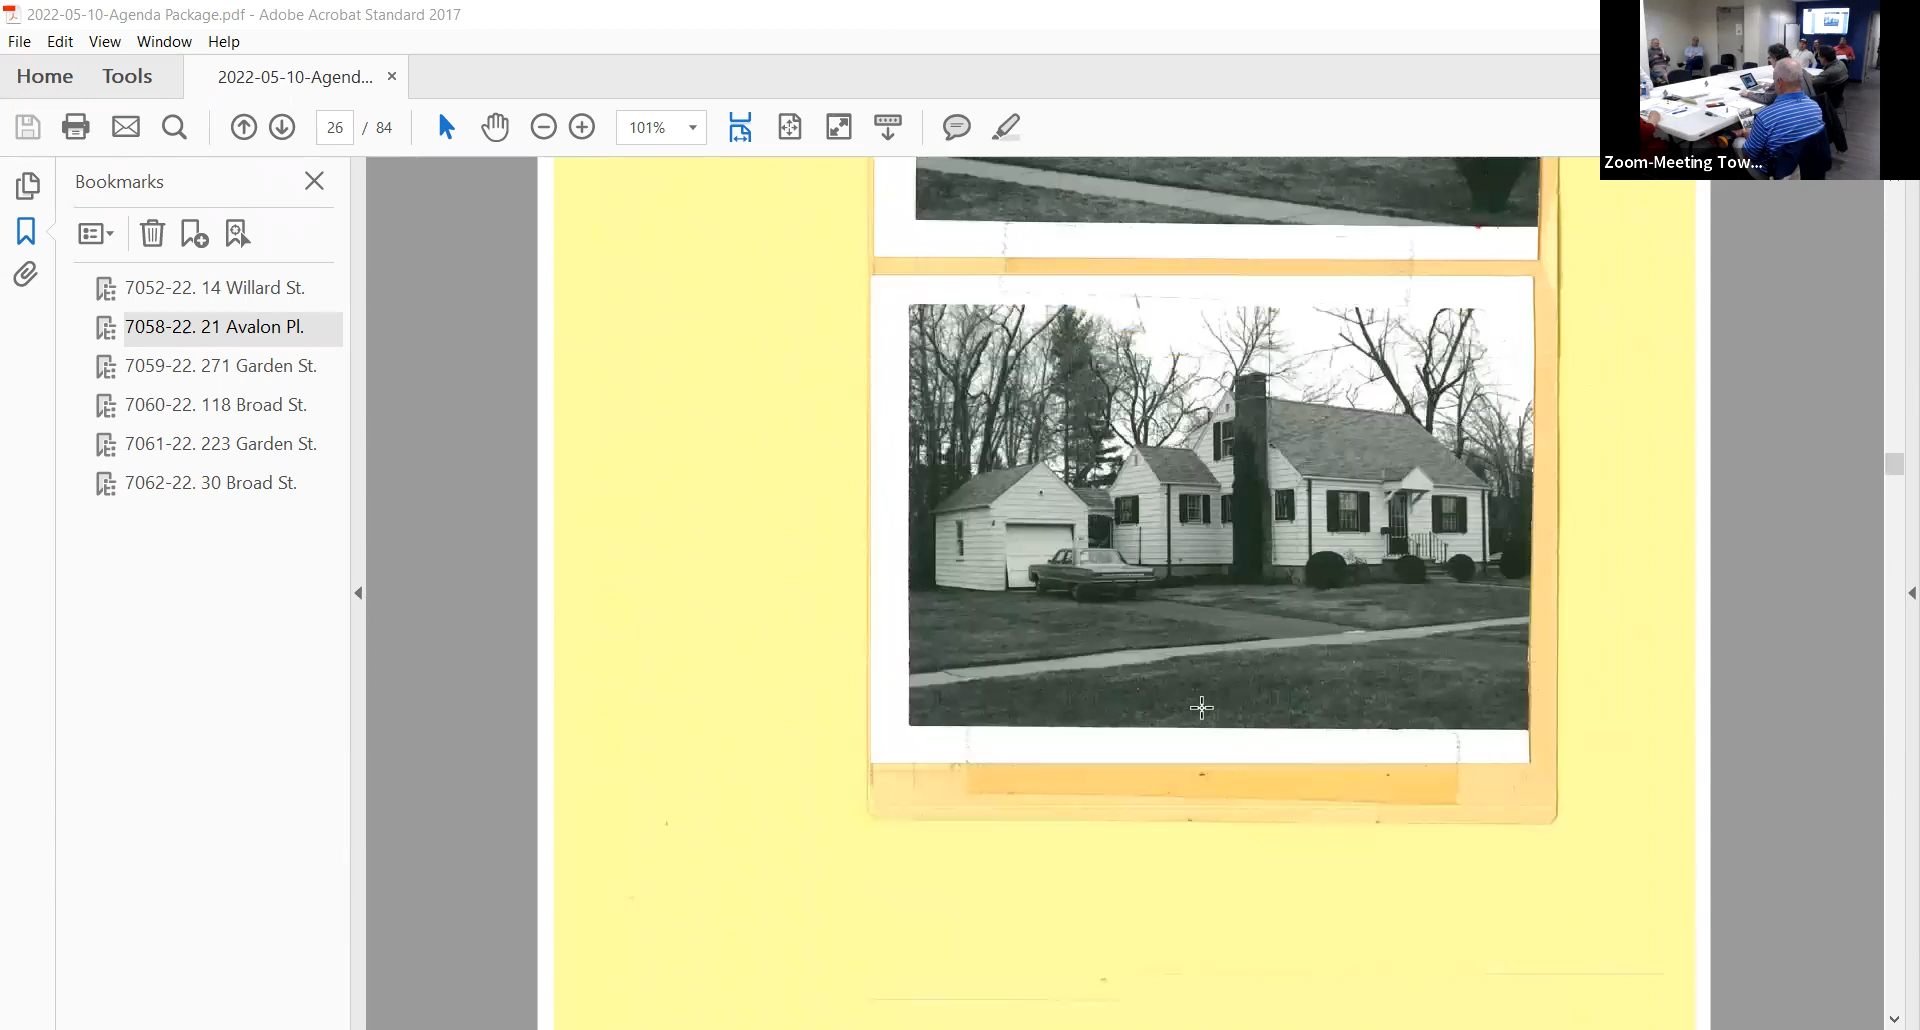 2022-05-10-Agenda Package.pdf - Adobe Acrobat Standard 2017
File Edit View Window Help
Home Tools 2022-05-10-Agend... ×
26 / 84 101%
Zoom-Meeting Tow...
Bookmarks
7052-22. 14 Willard St.
7058-22. 21 Avalon Pl.
7059-22. 271 Garden St.
7060-22. 118 Broad St.
7061-22. 223 Garden St.
7062-22. 30 Broad St.